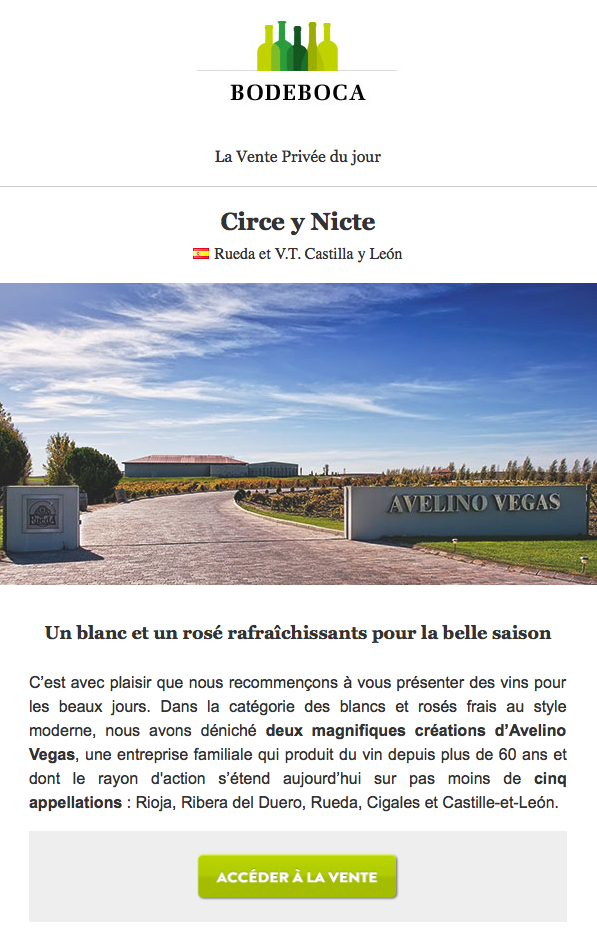 BODEBOCA
La Vente Privée du jour
Circe y Nicte
Rueda et V.T. Castilla y León
AVELINO VEGAS
Un blanc et un rosé rafraîchissants pour la belle saison
C’est avec plaisir que nous recommençons à vous présenter des vins pour
les beaux jours. Dans la catégorie des blancs et rosés frais au style
moderne, nous avons déniché deux magnifiques créations d’Avelino
Vegas, une entreprise familiale qui produit du vin depuis plus de 60 ans et
dont le rayon d'action s’étend aujourd’hui sur pas moins de cinq
appellations : Rioja, Ribera del Duero, Rueda, Cigales et Castille-et-León.
ACCÉDER À LA VENTE